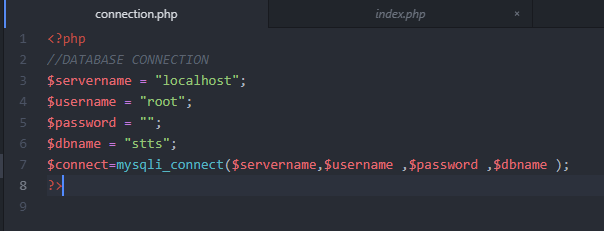 connection.php
index.php
×
1 <?php
2 //DATABASE CONNECTION
3 $servername = "localhost";
4 $username = "root";
5 $password = "";
6 $dbname = "stts";
7 $connect=mysqli_connect($servername,$username ,$password ,$dbname );
8 ?>
9